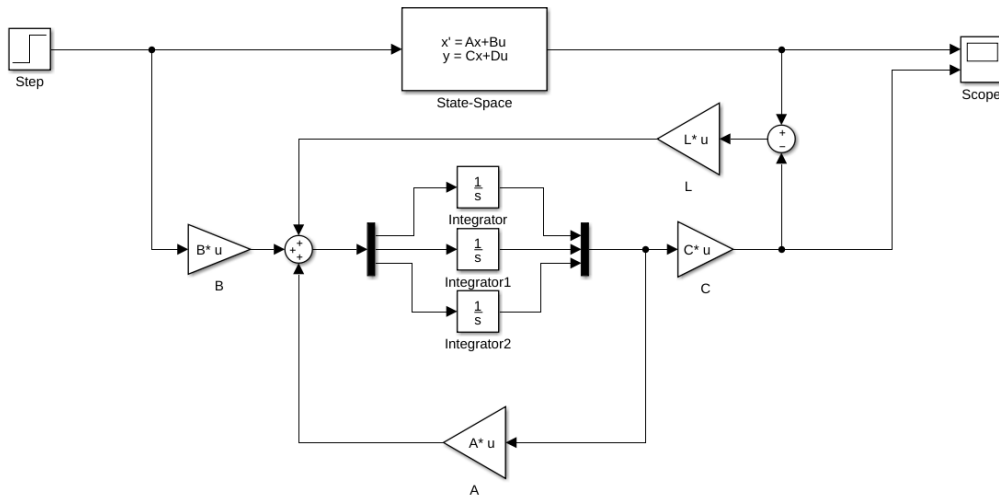 Step
x' = Ax+Bu
y = Cx+Du
State-Space
Scope
+
−
L* u
L
1
s
Integrator
B* u
B
+
+
+
1
s
Integrator1
C* u
C
1
s
Integrator2
A* u
A